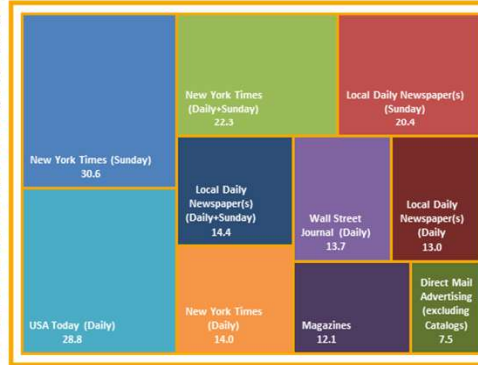 New York Times (Sunday)
30.6
New York Times
(Daily+Sunday)
22.3
Local Daily Newspaper(s)
(Sunday)
20.4
USA Today (Daily)
28.8
Local Daily
Newspaper(s)
(Daily+Sunday)
14.4
Wall Street
Journal (Daily)
13.7
Local Daily
Newspaper(s)
(Daily
13.0
New York Times
(Daily)
14.0
Magazines
12.1
Direct Mail
Advertising
(excluding
Catalogs)
7.5